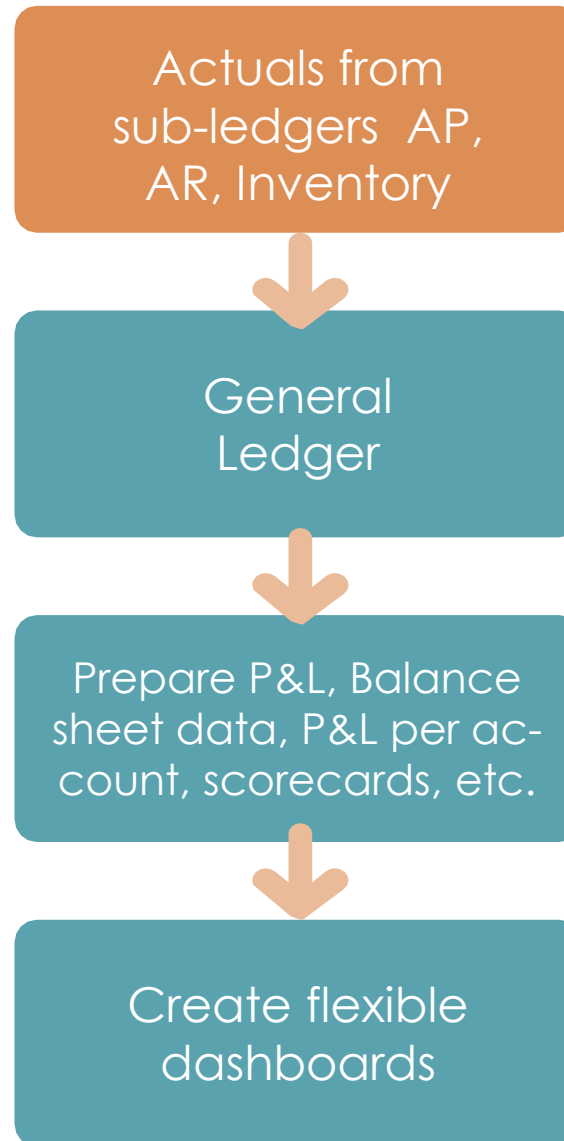 Actuals from
sub-ledgers AP,
AR, Inventory
General
Ledger
Prepare P&L, Balance
sheet data, P&L per ac-
count, scorecards, etc.
Create flexible
dashboards